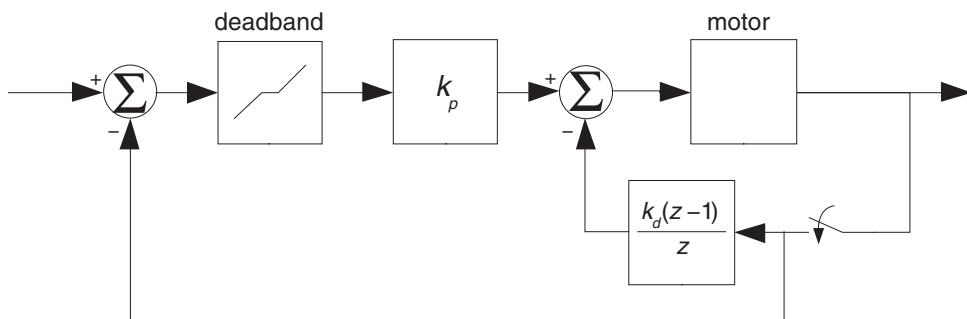 deadband
motor
+
Σ
−
k_p
+
Σ
−
k_d(z−1)
z